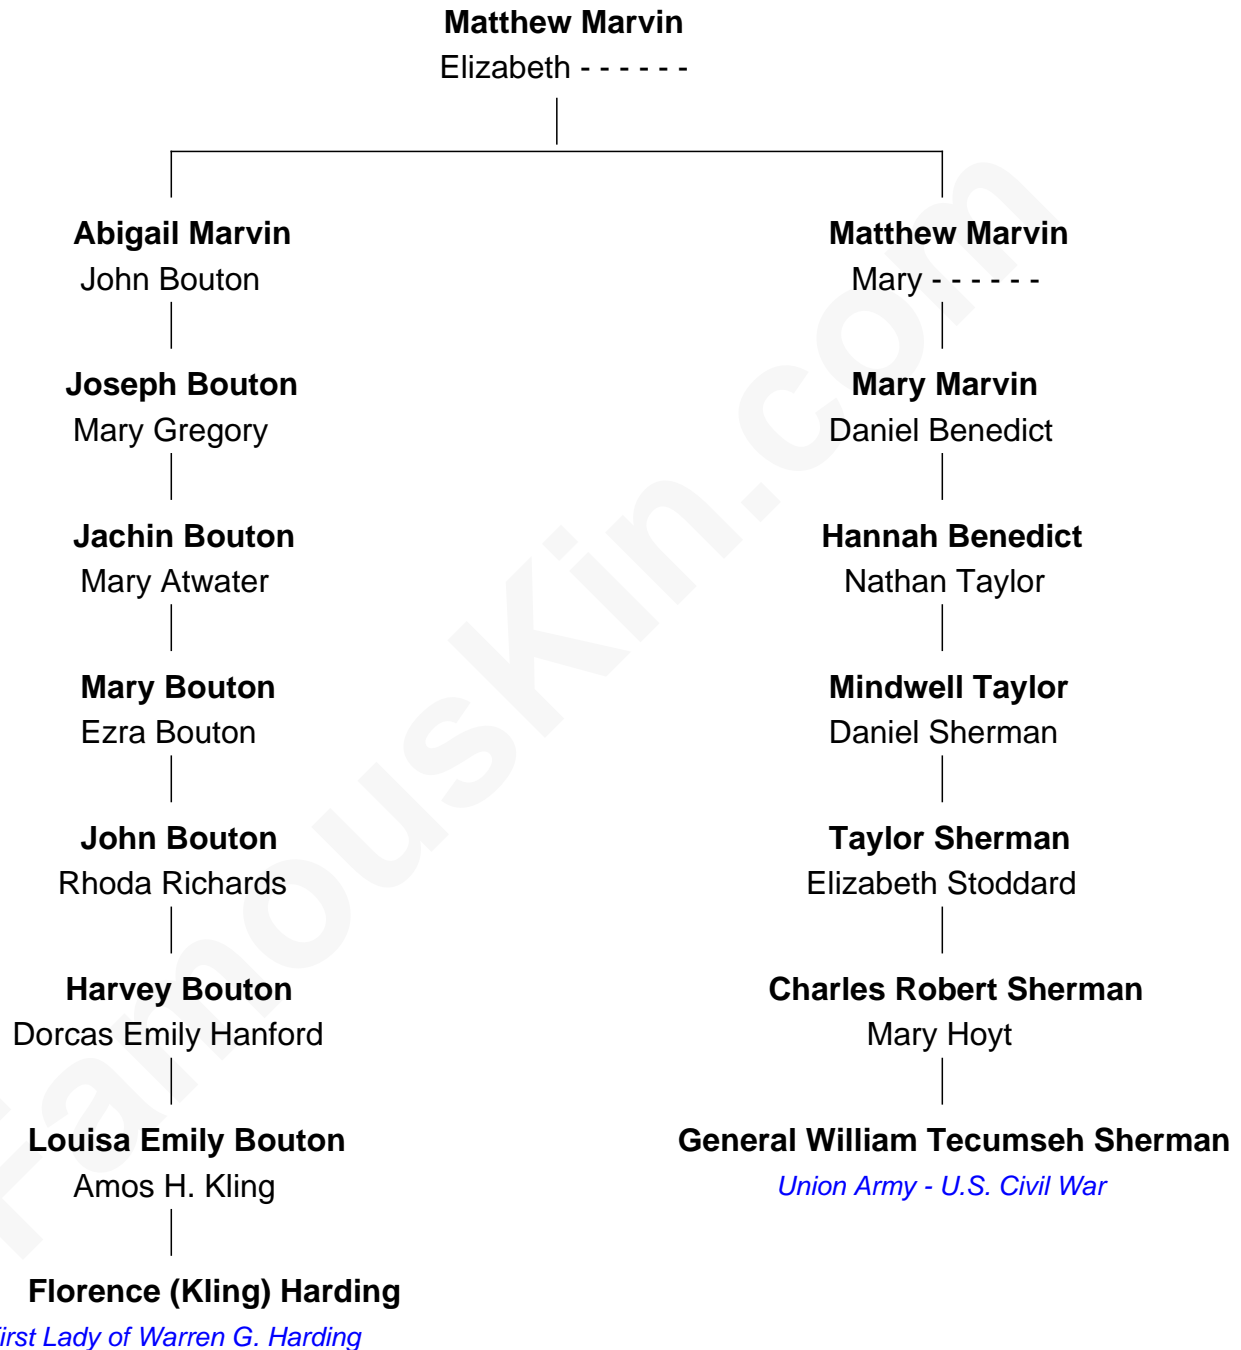 Matthew Marvin
Elizabeth - - - - - -
Abigail Marvin
John Bouton
Matthew Marvin
Mary - - - - - -
Joseph Bouton
Mary Gregory
Mary Marvin
Daniel Benedict
Jachin Bouton
Mary Atwater
Hannah Benedict
Nathan Taylor
Mary Bouton
Ezra Bouton
Mindwell Taylor
Daniel Sherman
John Bouton
Rhoda Richards
Taylor Sherman
Elizabeth Stoddard
Harvey Bouton
Dorcas Emily Hanford
Charles Robert Sherman
Mary Hoyt
Louisa Emily Bouton
Amos H. Kling
General William Tecumseh Sherman
Union Army - U.S. Civil War
Florence (Kling) Harding
First Lady of Warren G. Harding
FamousKin.com